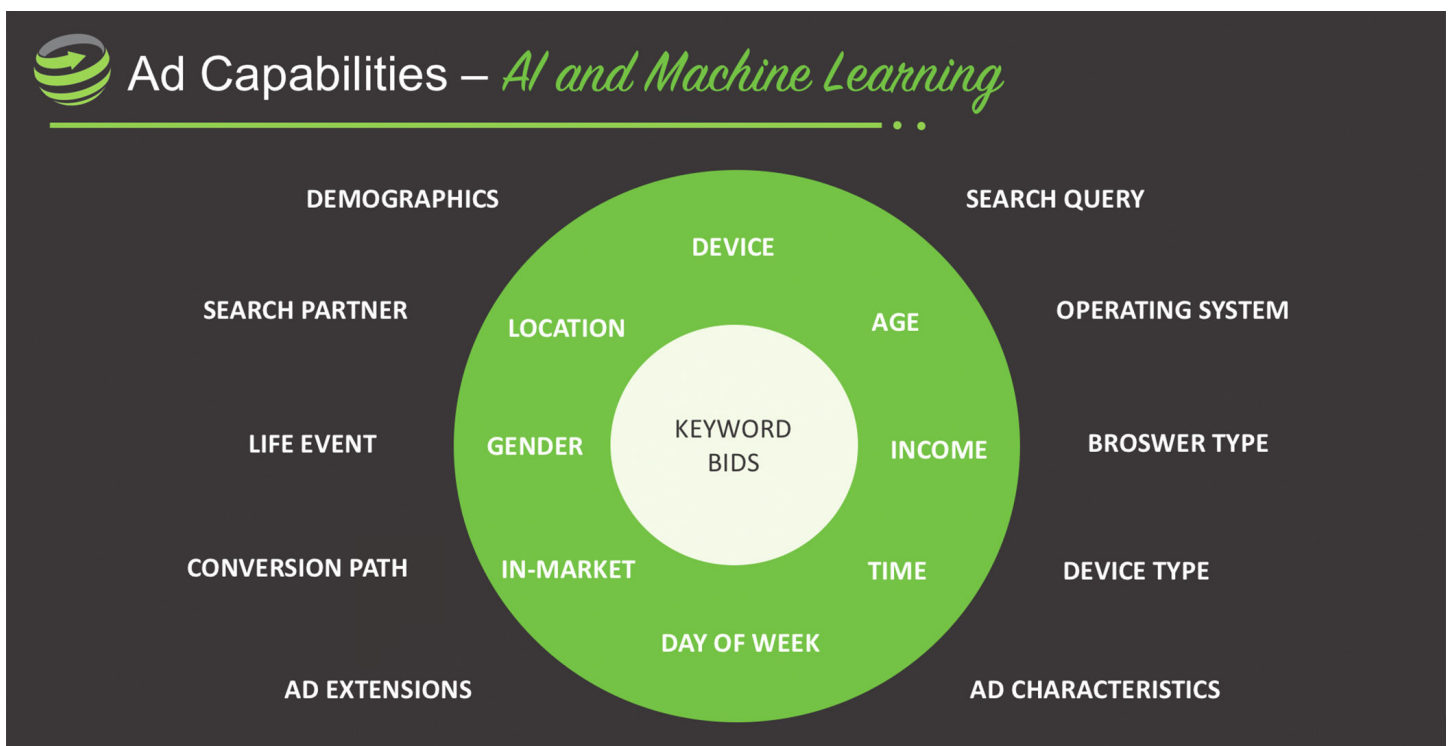 Ad Capabilities – AI and Machine Learning
DEMOGRAPHICS
SEARCH QUERY
DEVICE
SEARCH PARTNER
OPERATING SYSTEM
LOCATION
AGE
KEYWORD
BIDS
LIFE EVENT
GENDER
INCOME
BROSWER TYPE
CONVERSION PATH
IN-MARKET
TIME
DEVICE TYPE
DAY OF WEEK
AD EXTENSIONS
AD CHARACTERISTICS